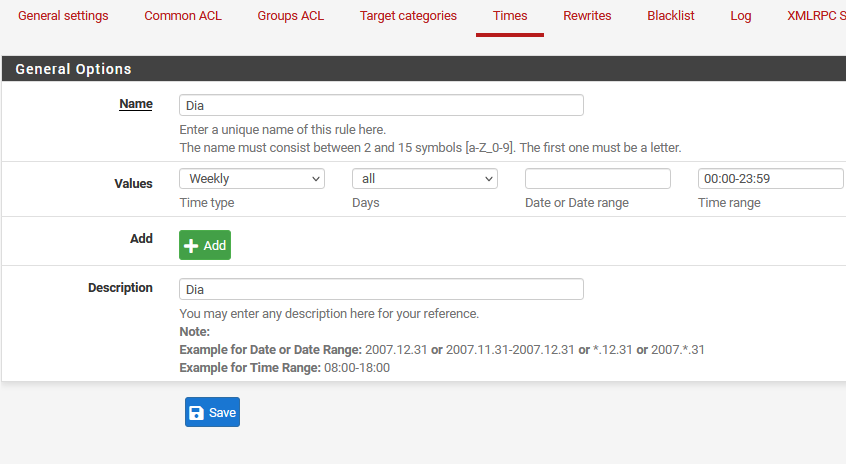 General settings Common ACL Groups ACL Target categories Times Rewrites Blacklist Log XMLRPC S
General Options
Name Dia
Enter a unique name of this rule here.
The name must consist between 2 and 15 symbols [a-Z_0-9]. The first one must be a letter.
Values Weekly all 00:00-23:59
Time type Days Date or Date range Time range
Add Add
Description Dia
You may enter any description here for your reference.
Note:
Example for Date or Date Range: 2007.12.31 or 2007.11.31-2007.12.31 or *.12.31 or 2007.*.31
Example for Time Range: 08:00-18:00
Save